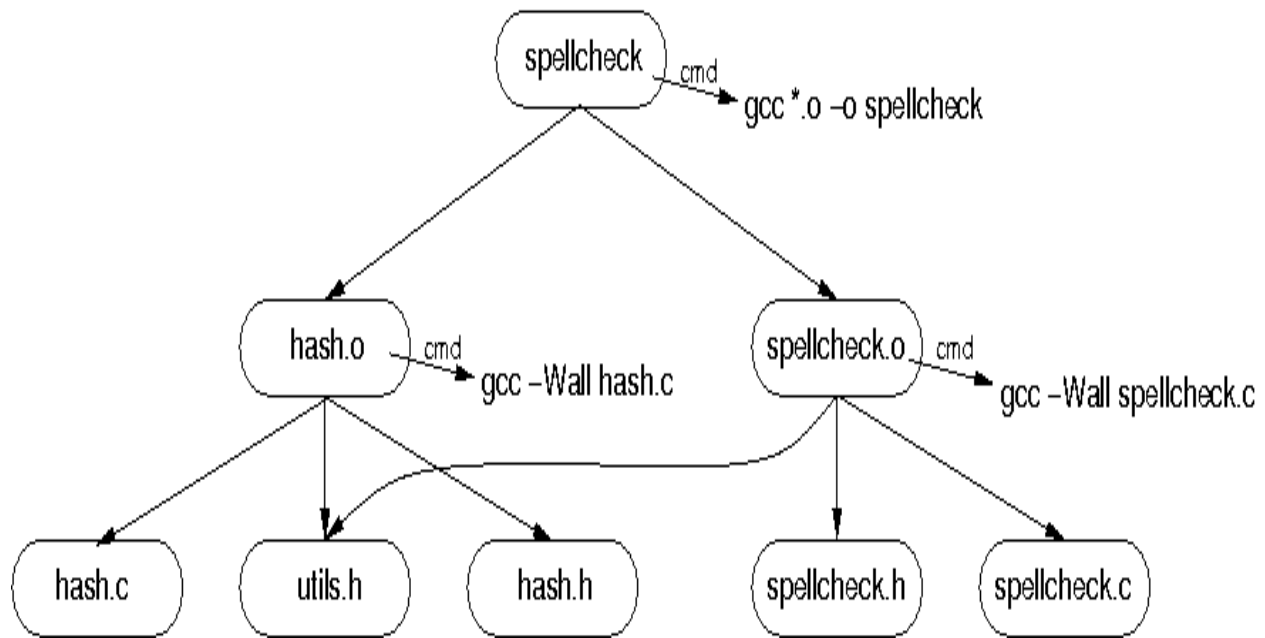 spellcheck
cmd
gcc *.o –o spellcheck
hash.o
cmd
gcc –Wall hash.c
spellcheck.o
cmd
gcc –Wall spellcheck.c
hash.c
utils.h
hash.h
spellcheck.h
spellcheck.c